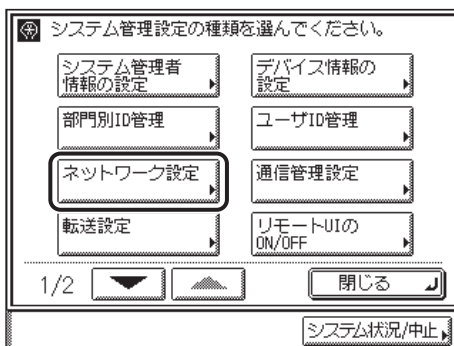 システム管理設定の種類を選んでください。
システム管理者
情報の設定
デバイス情報の
設定
部門別ID管理
ユーザID管理
ネットワーク設定
通信管理設定
転送設定
リモートUIの
ON/OFF
1/2
閉じる
システム状況/中止